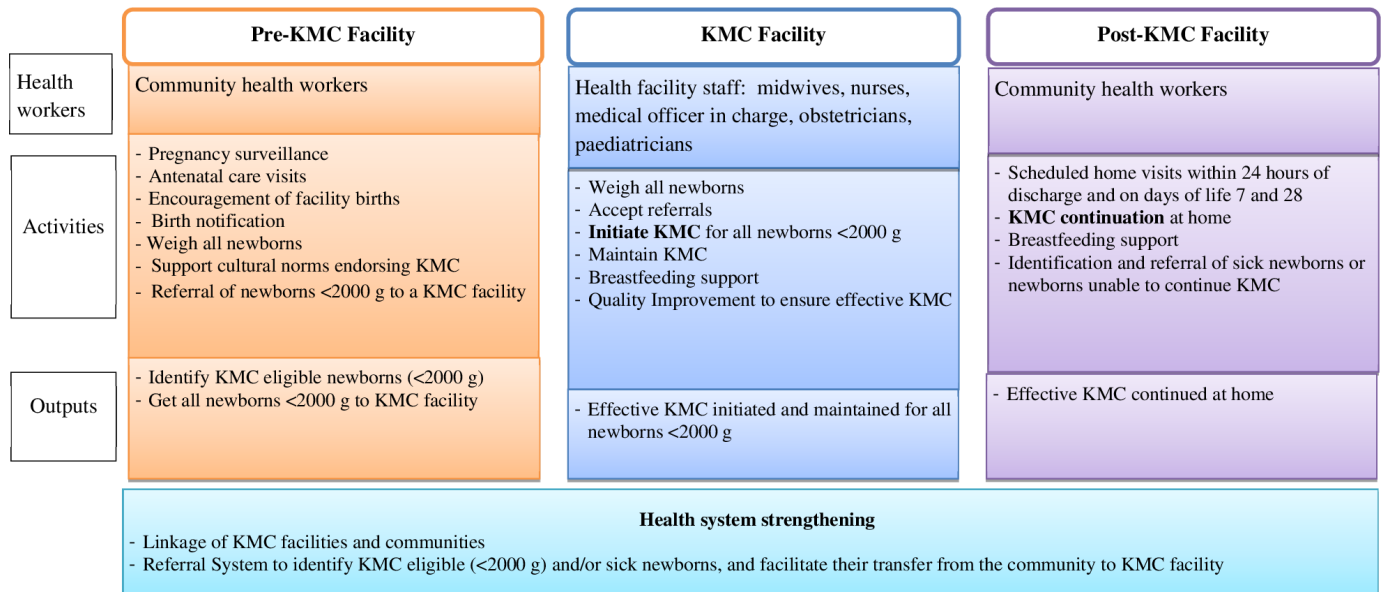 Pre-KMC Facility
KMC Facility
Post-KMC Facility
Health
workers
Community health workers
Health facility staff:  midwives, nurses,
medical officer in charge, obstetricians,
paediatricians
Community health workers
Activities
- Pregnancy surveillance
- Antenatal care visits
- Encouragement of facility births
- Birth notification
- Weigh all newborns
- Support cultural norms endorsing KMC
- Referral of newborns <2000 g to a KMC facility
- Weigh all newborns
- Accept referrals
- Initiate KMC for all newborns <2000 g
- Maintain KMC
- Breastfeeding support
- Quality Improvement to ensure effective KMC
- Scheduled home visits within 24 hours of
discharge and on days of life 7 and 28
- KMC continuation at home
- Breastfeeding support
- Identification and referral of sick newborns or
newborns unable to continue KMC
Outputs
- Identify KMC eligible newborns (<2000 g)
- Get all newborns <2000 g to KMC facility
- Effective KMC initiated and maintained for all
newborns <2000 g
- Effective KMC continued at home
Health system strengthening
- Linkage of KMC facilities and communities
- Referral System to identify KMC eligible (<2000 g) and/or sick newborns, and facilitate their transfer from the community to KMC facility